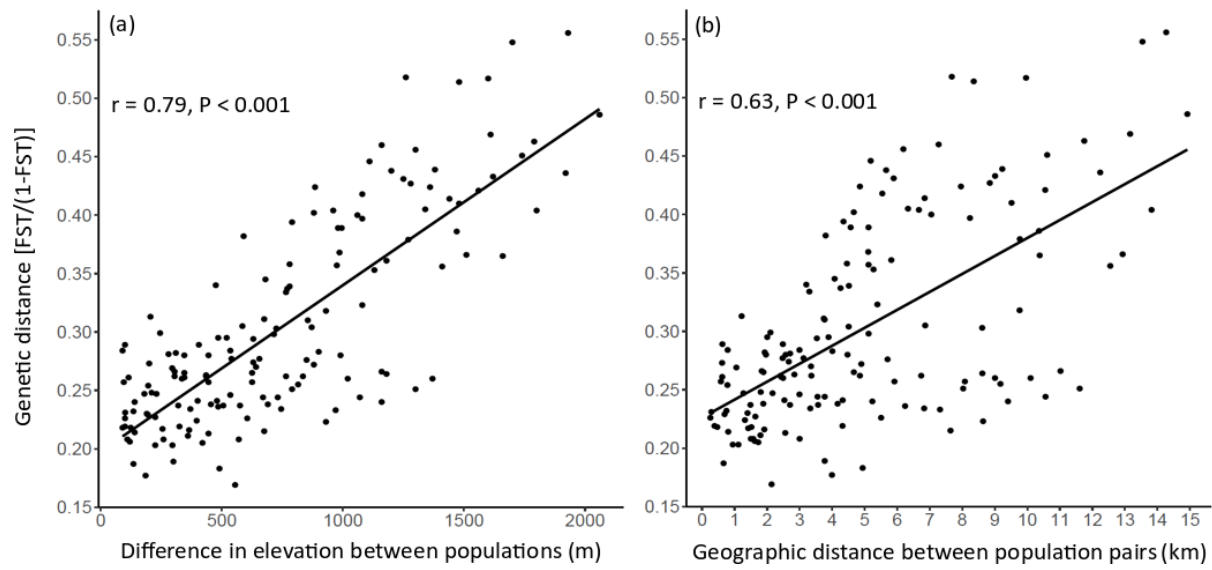 (a)
r = 0.79, P < 0.001
Genetic distance [FST/(1-FST)]
0.55
0.50
0.45
0.40
0.35
0.30
0.25
0.20
0.15
0 500 1000 1500 2000
Difference in elevation between populations (m)
(b)
r = 0.63, P < 0.001
0.55
0.50
0.45
0.40
0.35
0.30
0.25
0.20
0.15
0 1 2 3 4 5 6 7 8 9 10 11 12 13 14 15
Geographic distance between population pairs (km)